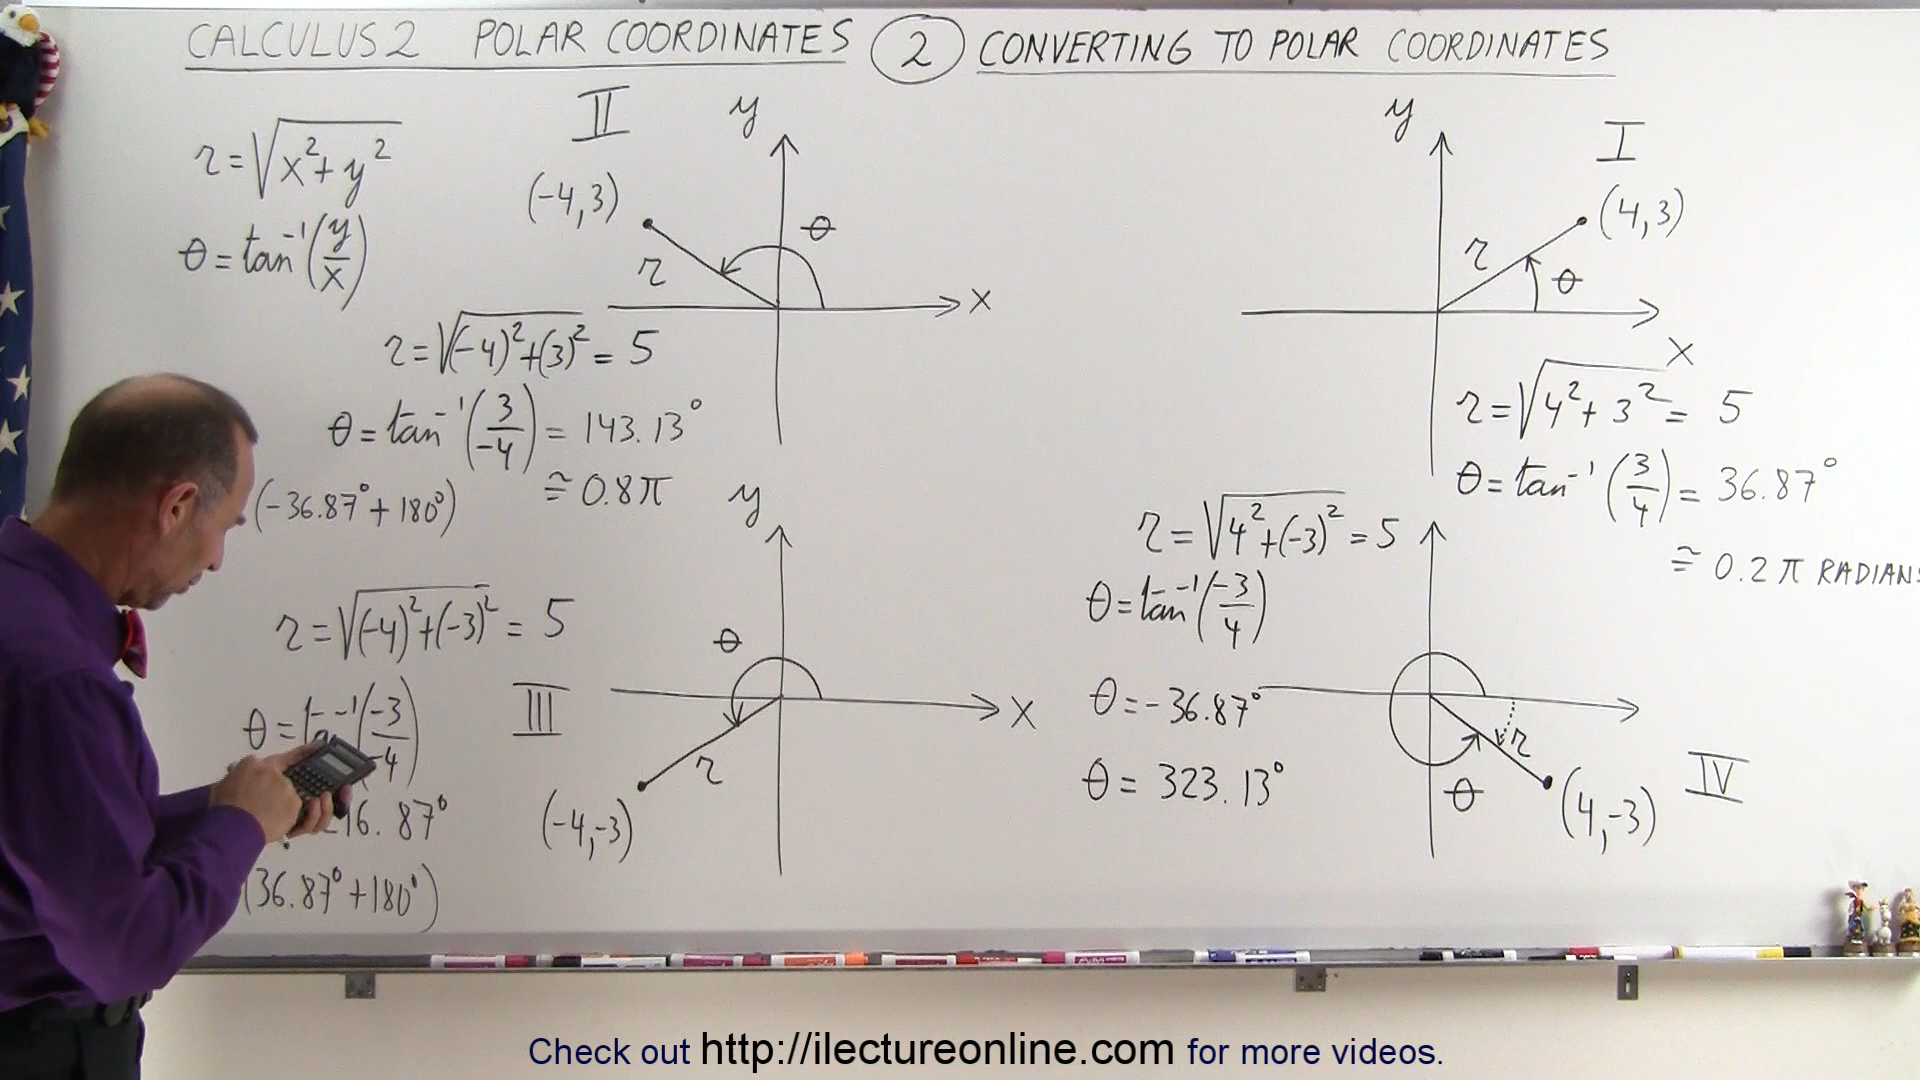 CALCULUS 2 POLAR COORDINATES ② CONVERTING TO POLAR COORDINATES
r = √(x² + y²)
θ = tan⁻¹(y/x)
II
y
(-4,3)
θ
r
x
r = √((-4)²+(3)²) = 5
θ = tan⁻¹(3/-4) = 143.13°
≅ 0.8π
(-36.87°+180°)
y
I
(4,3)
r
θ
x
r = √(4²+3²) = 5
θ = tan⁻¹(3/4) = 36.87°
≅ 0.2π RADIANS
r = √((-4)²+(-3)²) = 5
θ = tan⁻¹(-3/-4)
16.87°
(36.87°+180°)
III
y
θ
x
r
(-4,-3)
r = √(4²+(-3)²) = 5
θ = tan⁻¹(-3/4)
θ = -36.87°
θ = 323.13°
r
θ
(4,-3)
IV
Check out http://ilectureonline.com for more videos.